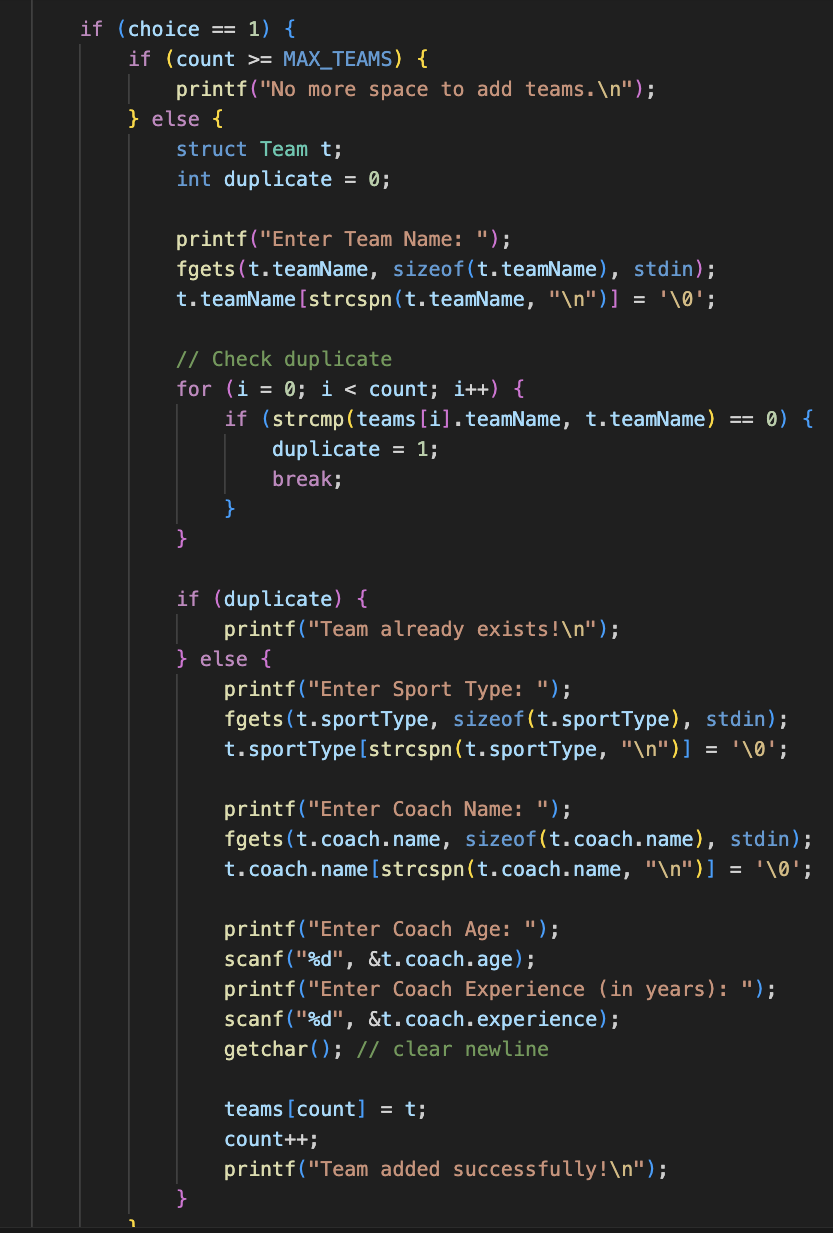 if (choice == 1) {
if (count >= MAX_TEAMS) {
printf("No more space to add teams.\n");
} else {
struct Team t;
int duplicate = 0;
printf("Enter Team Name: ");
fgets(t.teamName, sizeof(t.teamName), stdin);
t.teamName[strcspn(t.teamName, "\n")] = '\0';
// Check duplicate
for (i = 0; i < count; i++) {
if (strcmp(teams[i].teamName, t.teamName) == 0) {
duplicate = 1;
break;
}
}
if (duplicate) {
printf("Team already exists!\n");
} else {
printf("Enter Sport Type: ");
fgets(t.sportType, sizeof(t.sportType), stdin);
t.sportType[strcspn(t.sportType, "\n")] = '\0';
printf("Enter Coach Name: ");
fgets(t.coach.name, sizeof(t.coach.name), stdin);
t.coach.name[strcspn(t.coach.name, "\n")] = '\0';
printf("Enter Coach Age: ");
scanf("%d", &t.coach.age);
printf("Enter Coach Experience (in years): ");
scanf("%d", &t.coach.experience);
getchar(); // clear newline
teams[count] = t;
count++;
printf("Team added successfully!\n");
}
}